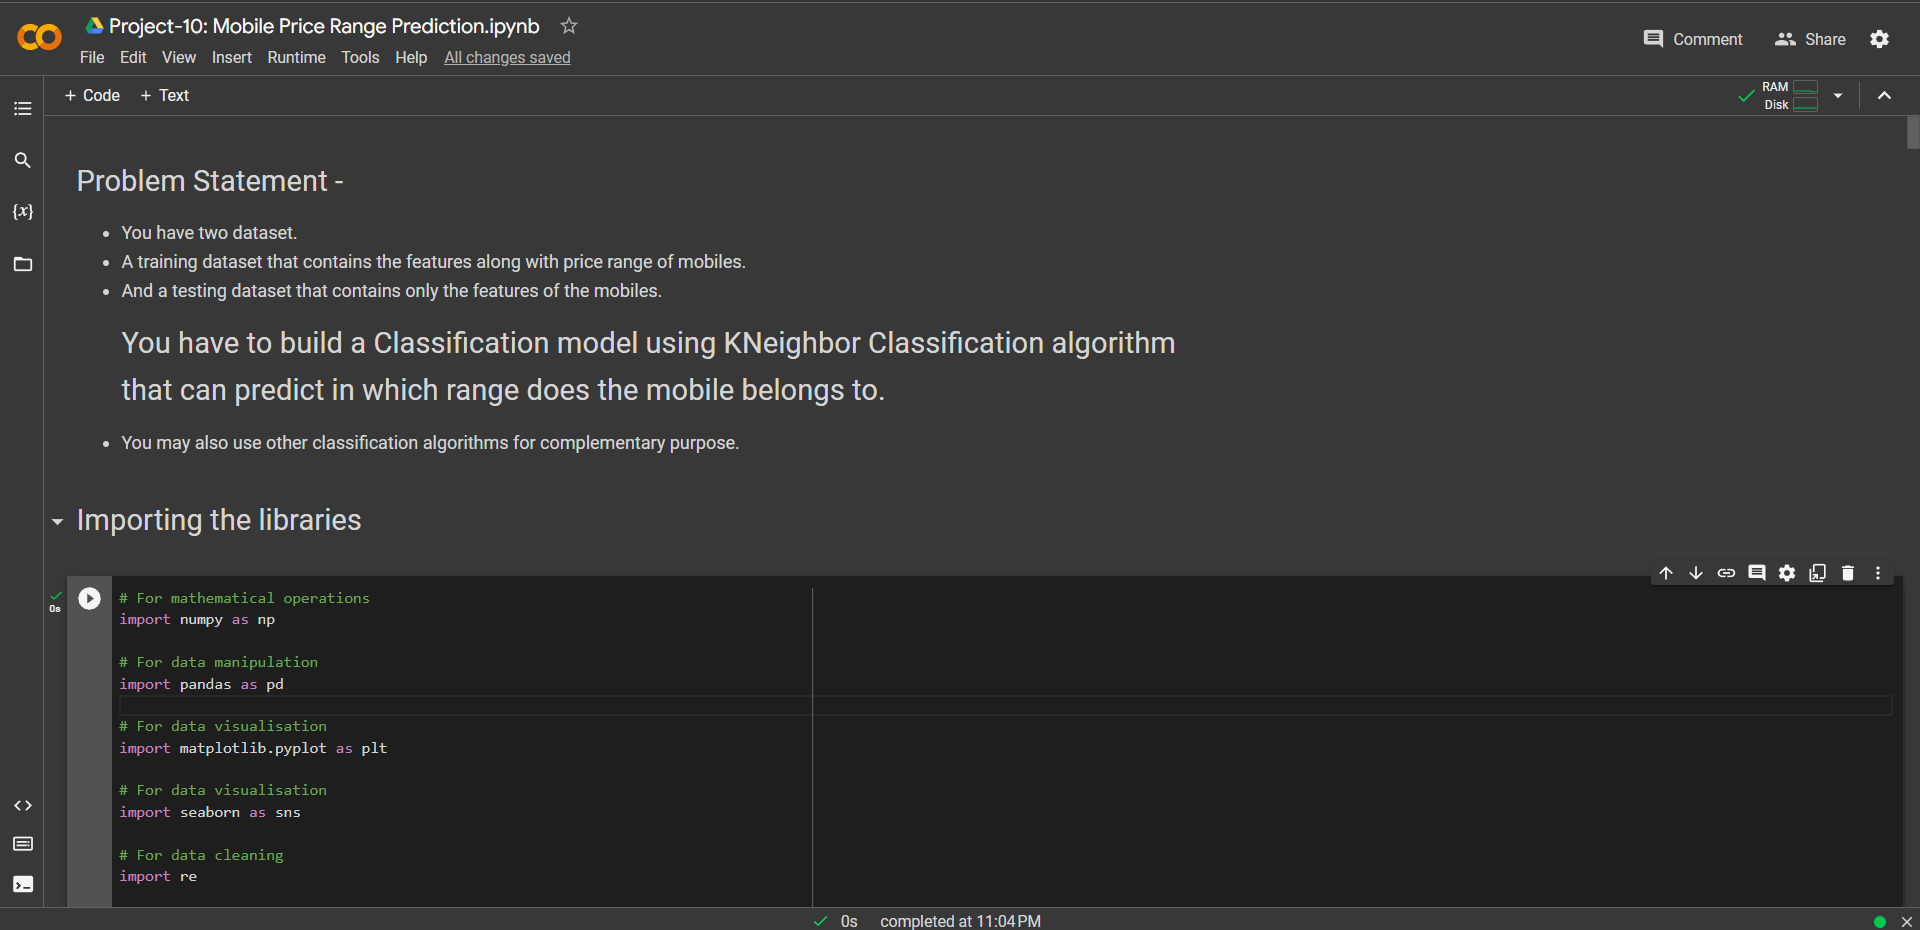 Project-10: Mobile Price Range Prediction.ipynb
File Edit View Insert Runtime Tools Help All changes saved
Comment Share
+ Code + Text
RAM
Disk
{x}
Problem Statement -
• You have two dataset.
• A training dataset that contains the features along with price range of mobiles.
• And a testing dataset that contains only the features of the mobiles.
You have to build a Classification model using KNeighbor Classification algorithm
that can predict in which range does the mobile belongs to.
• You may also use other classification algorithms for complementary purpose.
Importing the libraries
0s
# For mathematical operations
import numpy as np
# For data manipulation
import pandas as pd
# For data visualisation
import matplotlib.pyplot as plt
# For data visualisation
import seaborn as sns
# For data cleaning
import re
0s completed at 11:04 PM